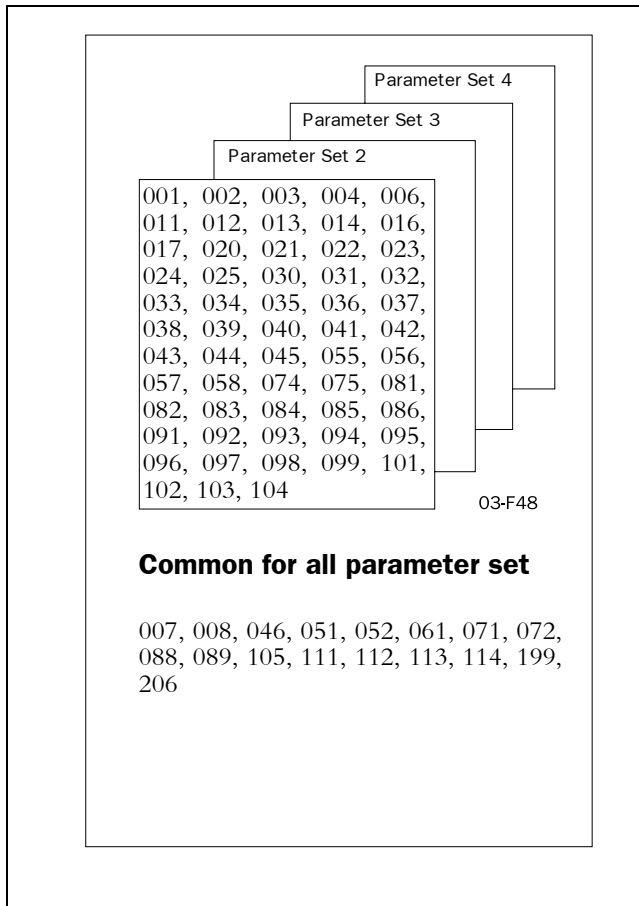 Parameter Set 4
Parameter Set 3
Parameter Set 2
001, 002, 003, 004, 006,
011, 012, 013, 014, 016,
017, 020, 021, 022, 023,
024, 025, 030, 031, 032,
033, 034, 035, 036, 037,
038, 039, 040, 041, 042,
043, 044, 045, 055, 056,
057, 058, 074, 075, 081,
082, 083, 084, 085, 086,
091, 092, 093, 094, 095,
096, 097, 098, 099, 101,
102, 103, 104
03-F48
Common for all parameter set
007, 008, 046, 051, 052, 061, 071, 072,
088, 089, 105, 111, 112, 113, 114, 199,
206